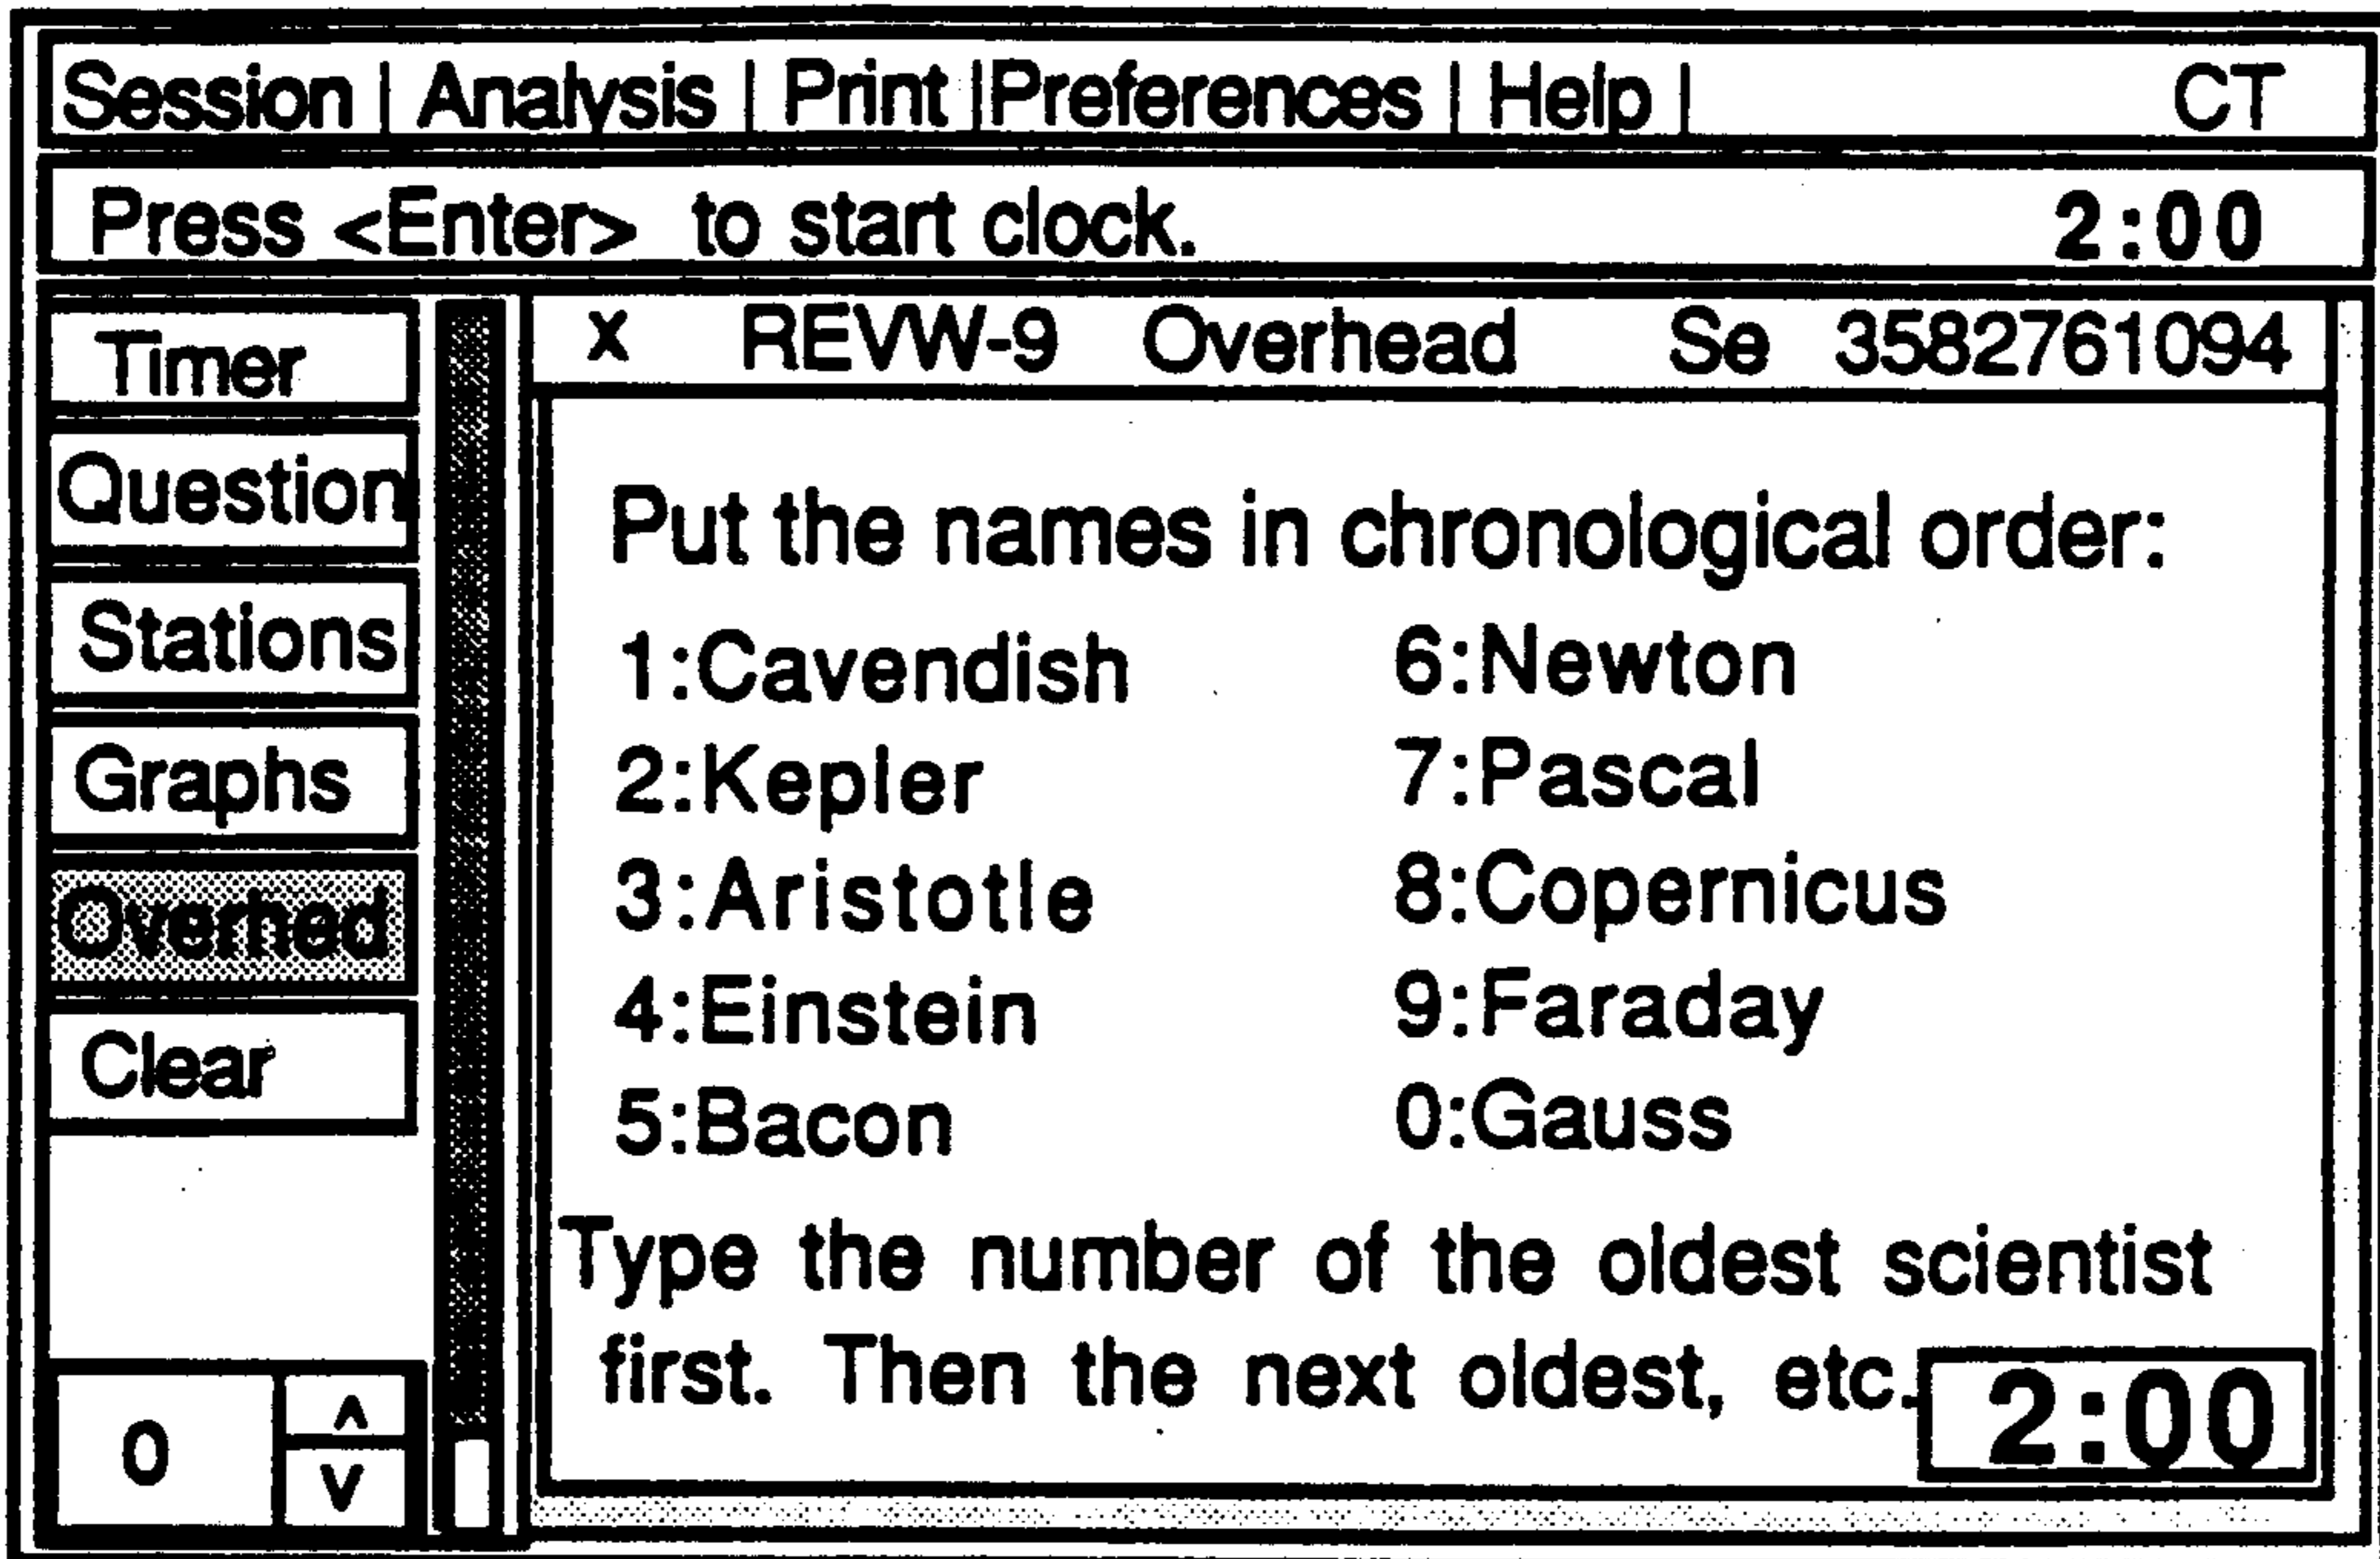 Session | Analysis | Print | Preferences | Help | CT
Press <Enter> to start clock. 2:00
x REVW-9 Overhead Se 3582761094
Timer
Question
Stations
Graphs
Overhed
Clear
0 ^
v
Put the names in chronological order:
1:Cavendish 6:Newton
2:Kepler 7:Pascal
3:Aristotle 8:Copernicus
4:Einstein 9:Faraday
5:Bacon 0:Gauss
Type the number of the oldest scientist
first. Then the next oldest, etc.
2:00